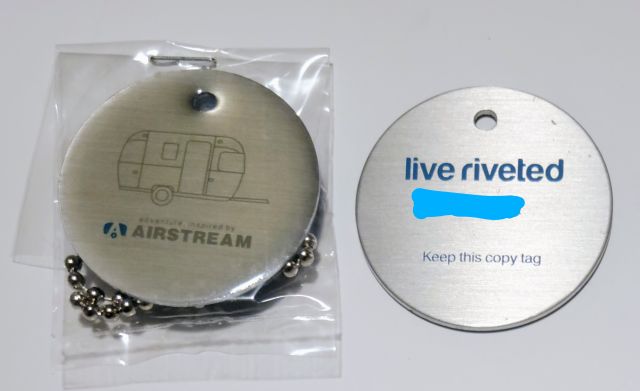 adventure, inspired by
AIRSTREAM
live riveted
Keep this copy tag